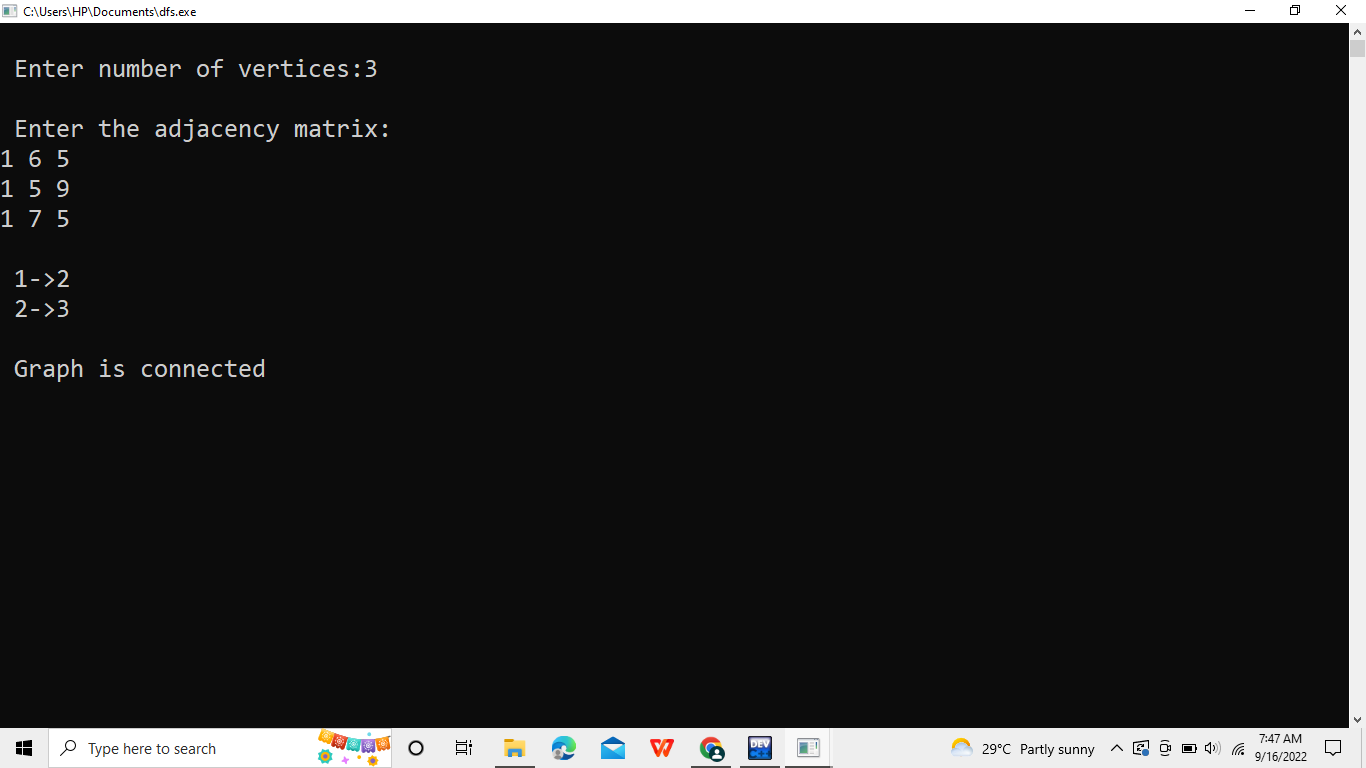 C:\Users\HP\Documents\dfs.exe
Enter number of vertices:3
Enter the adjacency matrix:
1 6 5
1 5 9
1 7 5
1->2
2->3
Graph is connected
Type here to search
DEV
29°C Partly sunny
7:47 AM
9/16/2022